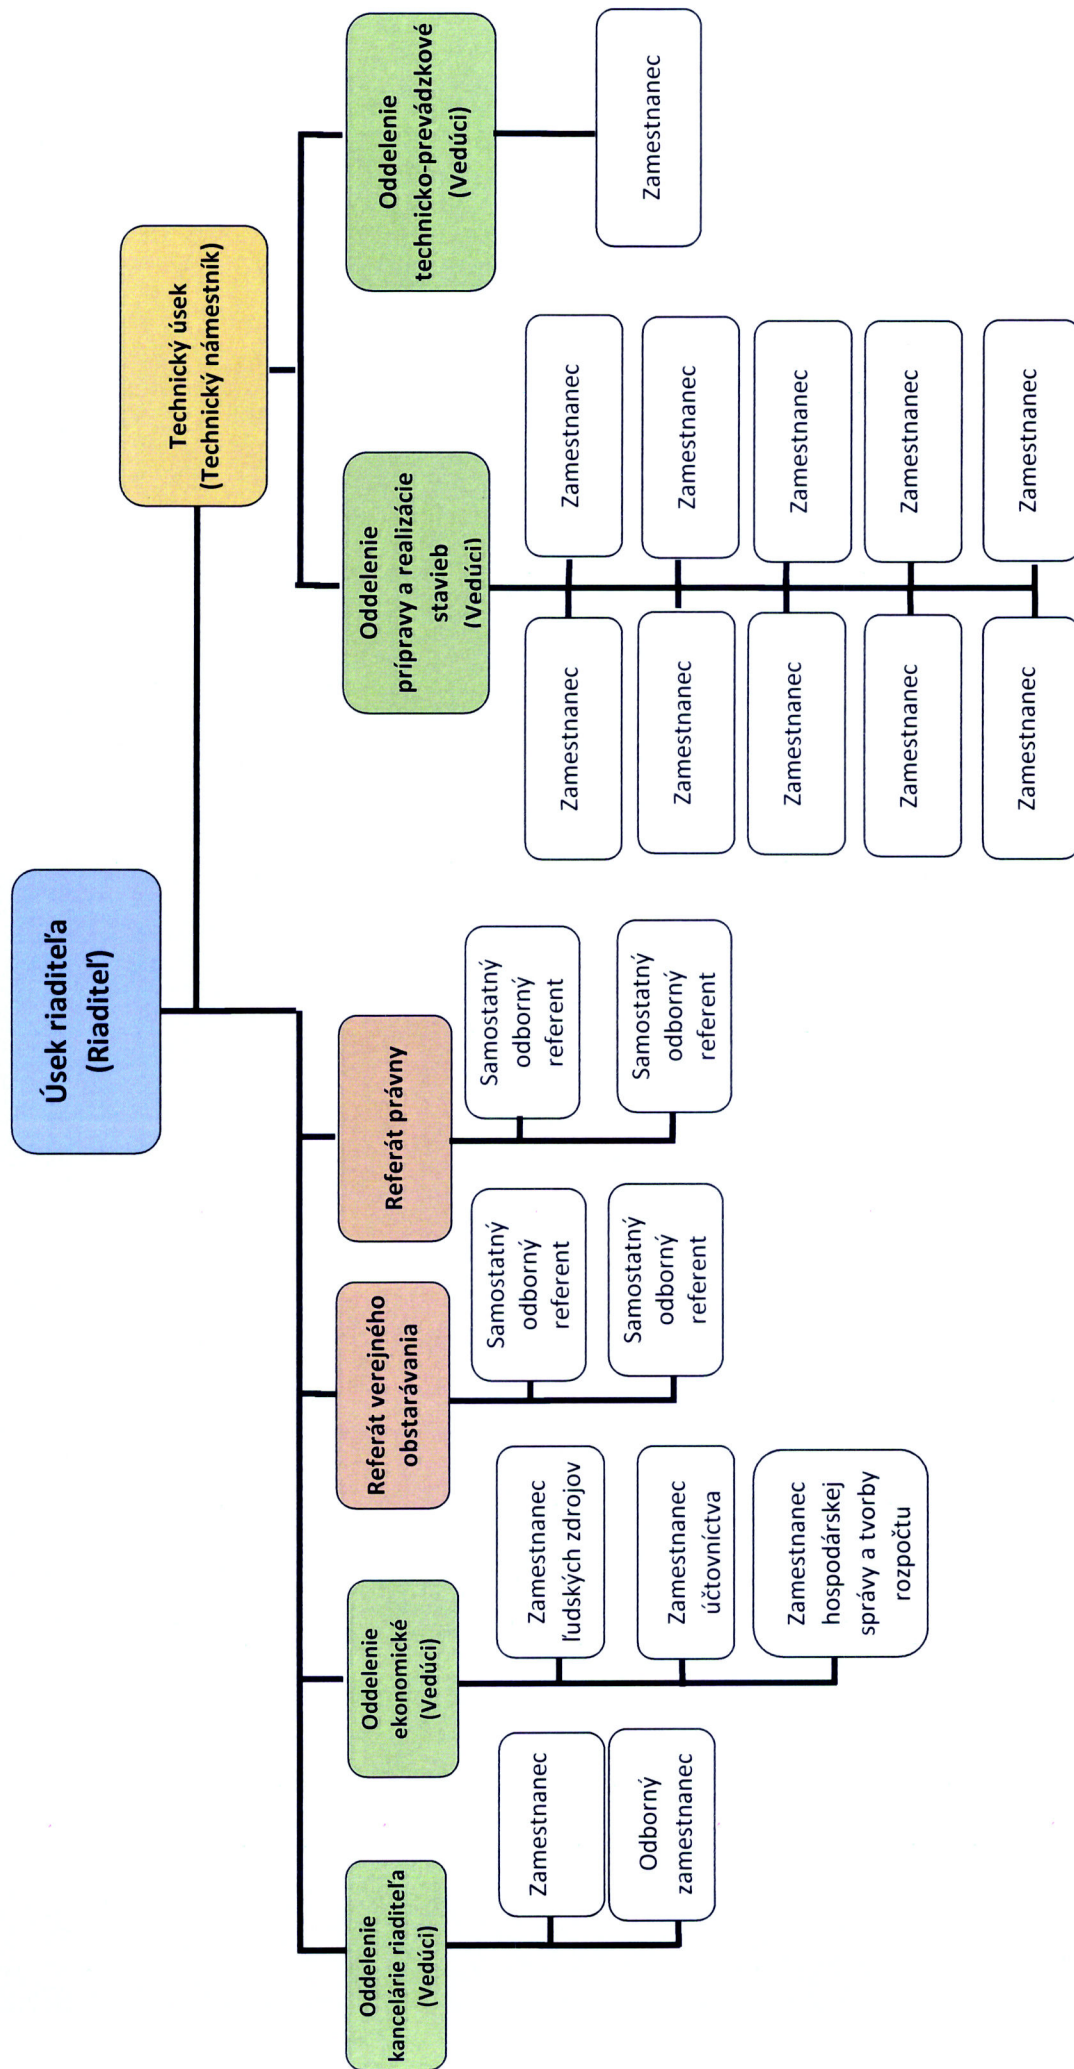 Úsek riaditeľa
(Riaditeľ)
Technický úsek
(Technický námestník)
Oddelenie
kancelárie riaditeľa
(Vedúci)
Oddelenie
ekonomické
(Vedúci)
Referát verejného
obstarávania
Referát právny
Oddelenie
prípravy a realizácie
stavieb
(Vedúci)
Oddelenie
technicko-prevádzkové
(Vedúci)
Zamestnanec
Odborný
zamestnanec
Zamestnanec
ľudských zdrojov
Zamestnanec
účtovníctva
Zamestnanec
hospodárskej
správy a tvorby
rozpočtu
Samostatný
odborný
referent
Samostatný
odborný
referent
Samostatný
odborný
referent
Samostatný
odborný
referent
Zamestnanec
Zamestnanec
Zamestnanec
Zamestnanec
Zamestnanec
Zamestnanec
Zamestnanec
Zamestnanec
Zamestnanec
Zamestnanec
Zamestnanec